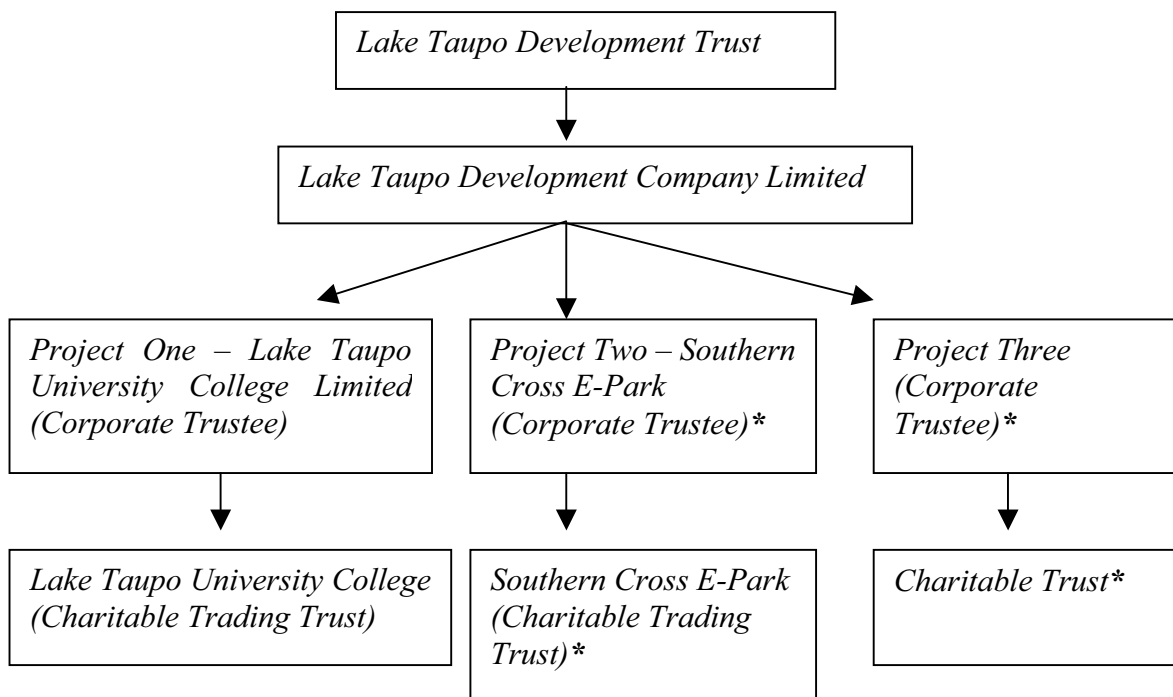 Lake Taupo Development Trust
Lake Taupo Development Company Limited
Project One – Lake Taupo
University College Limited
(Corporate Trustee)
Project Two – Southern
Cross E-Park
(Corporate Trustee)*
Project Three
(Corporate
Trustee)*
Lake Taupo University College
(Charitable Trading Trust)
Southern Cross E-Park
(Charitable Trading
Trust)*
Charitable Trust*